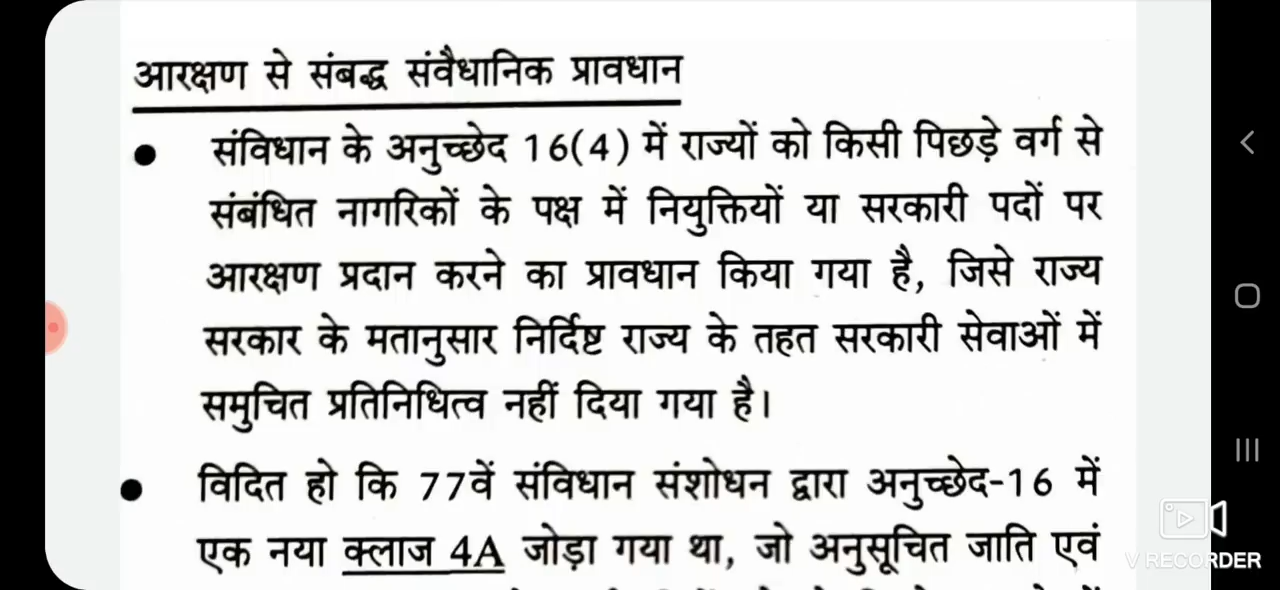 आरक्षण से संबद्ध संवैधानिक प्रावधान
● संविधान के अनुच्छेद 16(4) में राज्यों को किसी पिछड़े वर्ग से
संबंधित नागरिकों के पक्ष में नियुक्तियों या सरकारी पदों पर
आरक्षण प्रदान करने का प्रावधान किया गया है, जिसे राज्य
सरकार के मतानुसार निर्दिष्ट राज्य के तहत सरकारी सेवाओं में
समुचित प्रतिनिधित्व नहीं दिया गया है।
● विदित हो कि 77वें संविधान संशोधन द्वारा अनुच्छेद-16 में
एक नया क्लाज 4A जोड़ा गया था, जो अनुसूचित जाति एवं
V RECORDER